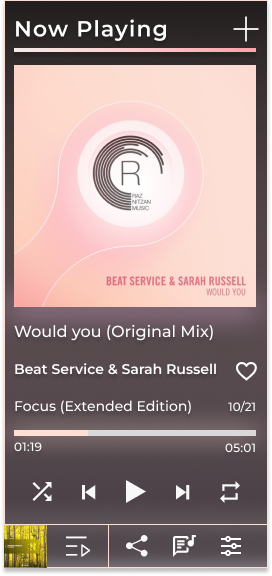 Now Playing
R
RAZ
NITZAN
MUSIC
BEAT SERVICE & SARAH RUSSELL
WOULD YOU
Would you (Original Mix)
Beat Service & Sarah Russell
Focus (Extended Edition) 10/21
01:19 05:01